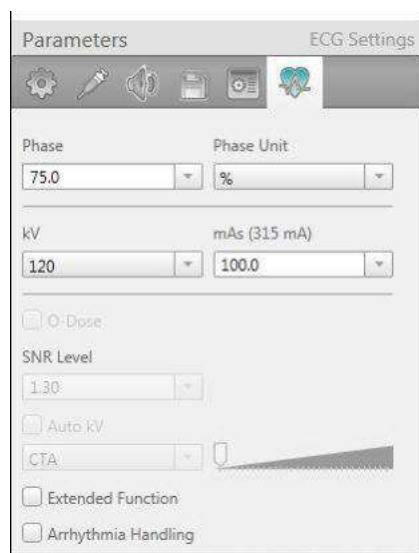 Parameters ECG Settings
Phase Phase Unit
75.0 %
kV mAs (315 mA)
120 100.0
O-Dose
SNR Level
1.30
Auto kV
CTA
Extended Function
Arrhythmia Handling